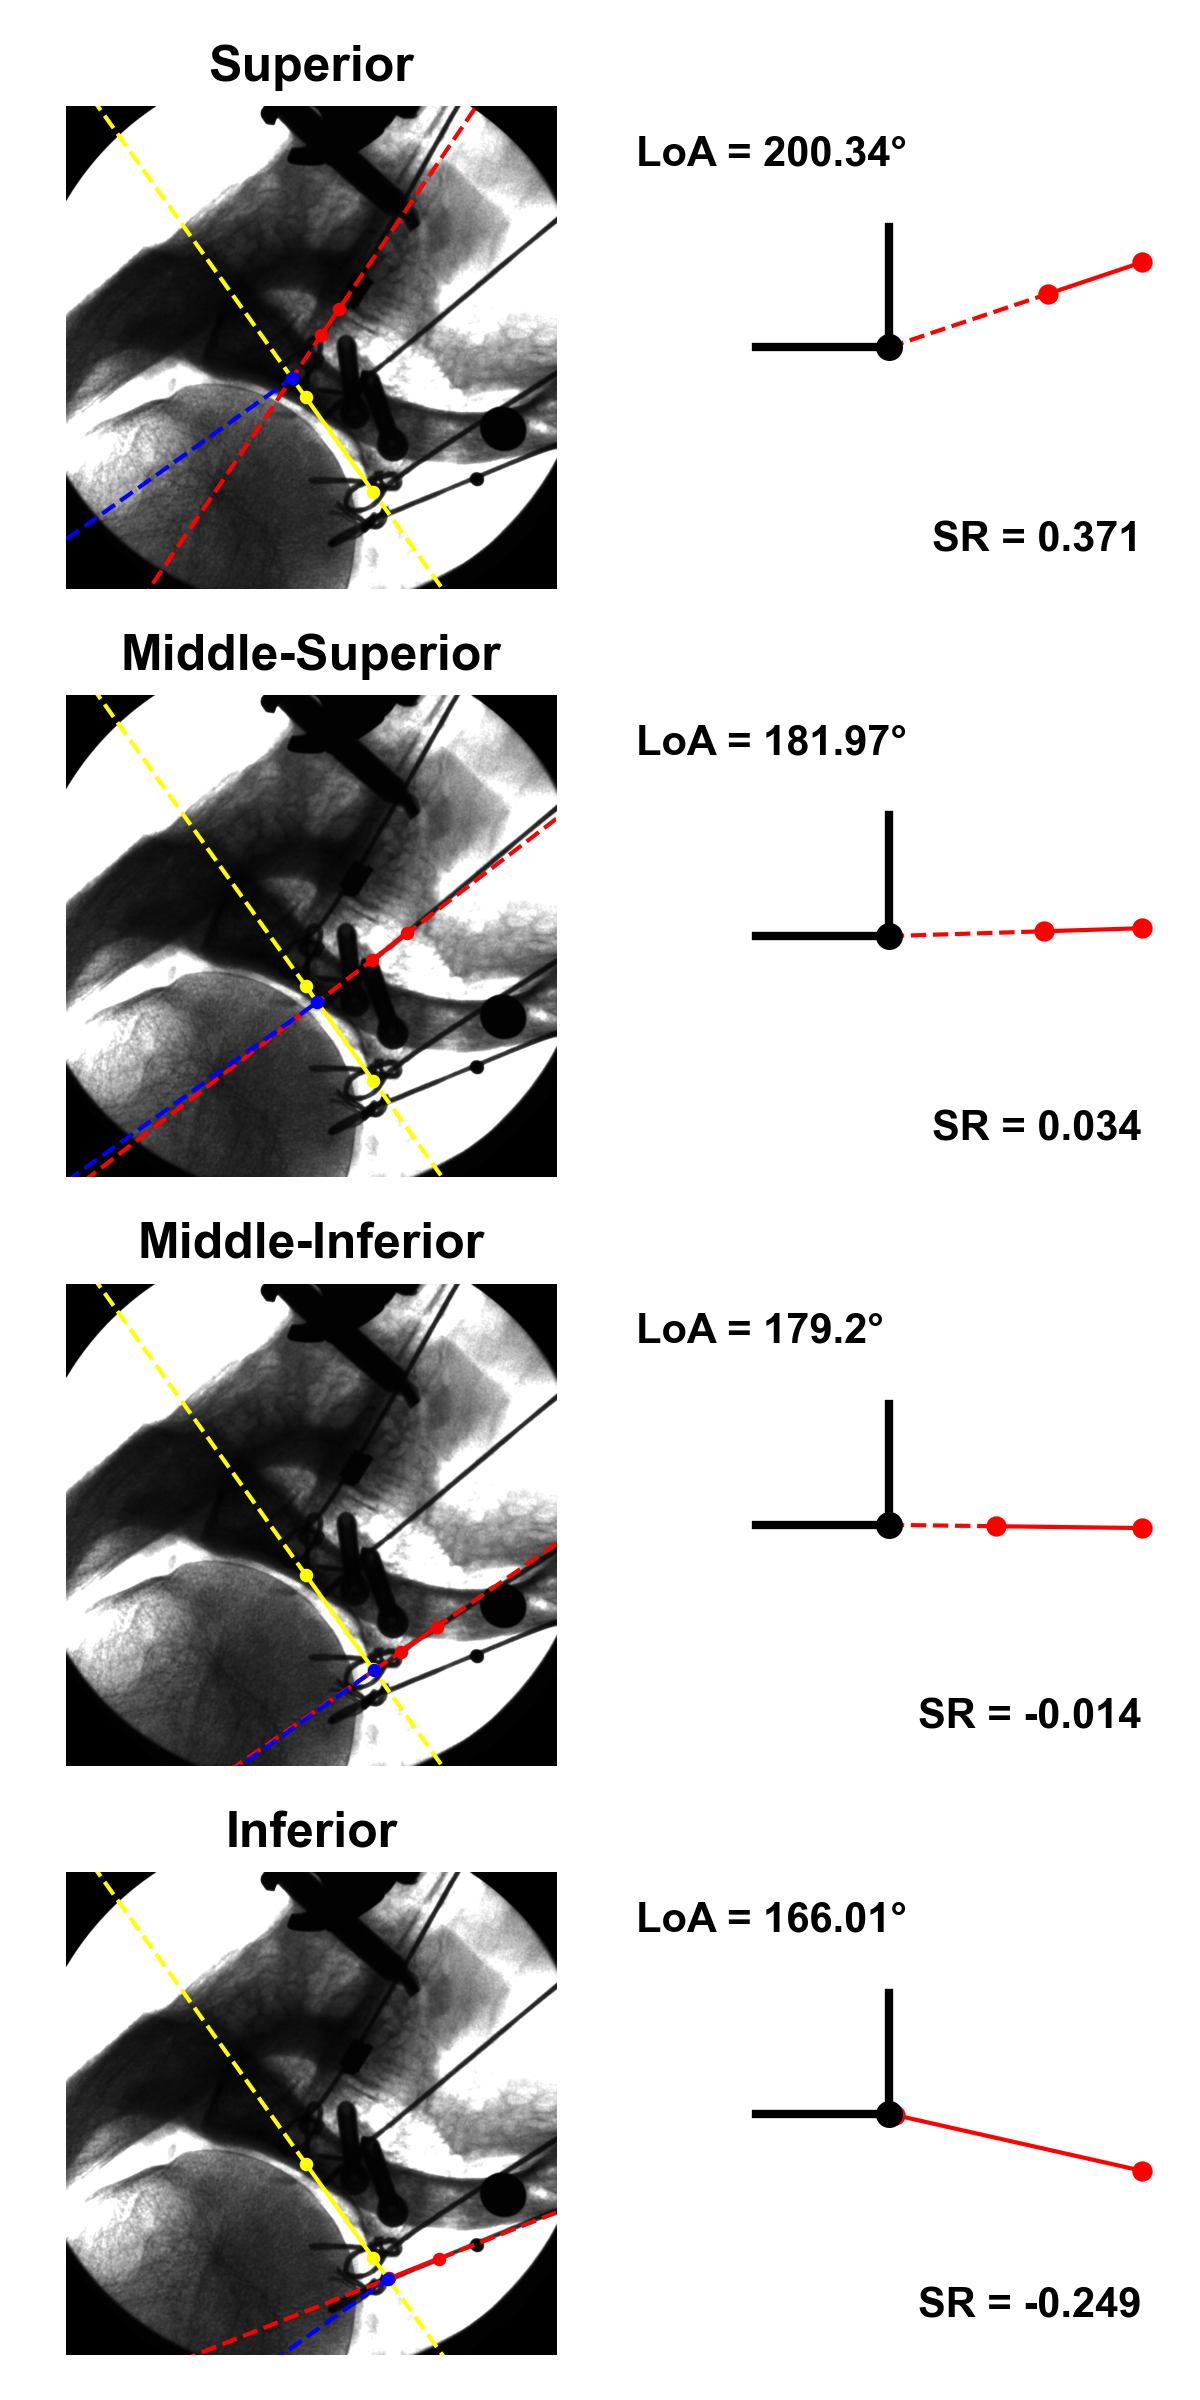 Superior
LoA = 200.34°
SR = 0.371
Middle-Superior
LoA = 181.97°
SR = 0.034
Middle-Inferior
LoA = 179.2°
SR = -0.014
Inferior
LoA = 166.01°
SR = -0.249